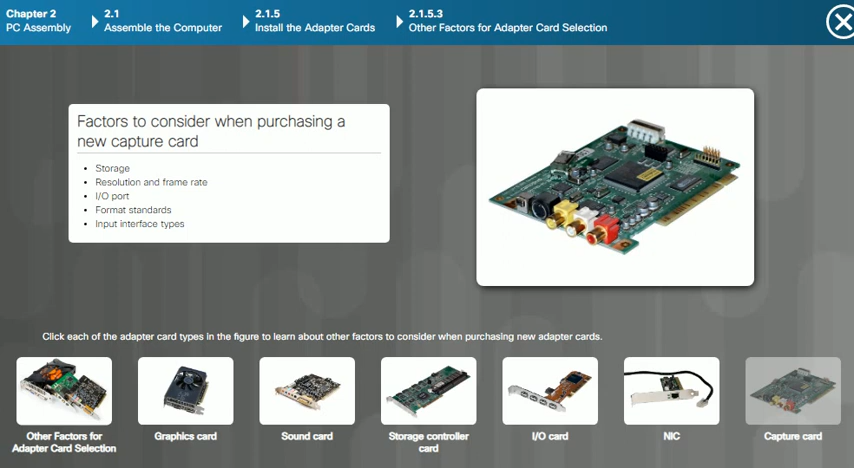 Chapter 2
PC Assembly
2.1
Assemble the Computer
2.1.5
Install the Adapter Cards
2.1.5.3
Other Factors for Adapter Card Selection
Factors to consider when purchasing a
new capture card
• Storage
• Resolution and frame rate
• I/O port
• Format standards
• Input interface types
Click each of the adapter card types in the figure to learn about other factors to consider when purchasing new adapter cards.
Other Factors for
Adapter Card Selection
Graphics card
Sound card
Storage controller
card
I/O card
NIC
Capture card